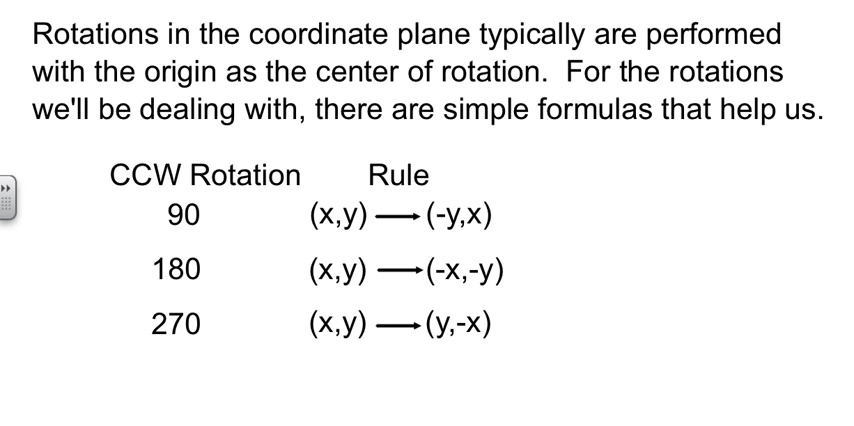 Rotations in the coordinate plane typically are performed
with the origin as the center of rotation.  For the rotations
we'll be dealing with, there are simple formulas that help us.
CCW Rotation Rule
90 (x,y) ⟶ (-y,x)
180 (x,y) ⟶ (-x,-y)
270 (x,y) ⟶ (y,-x)